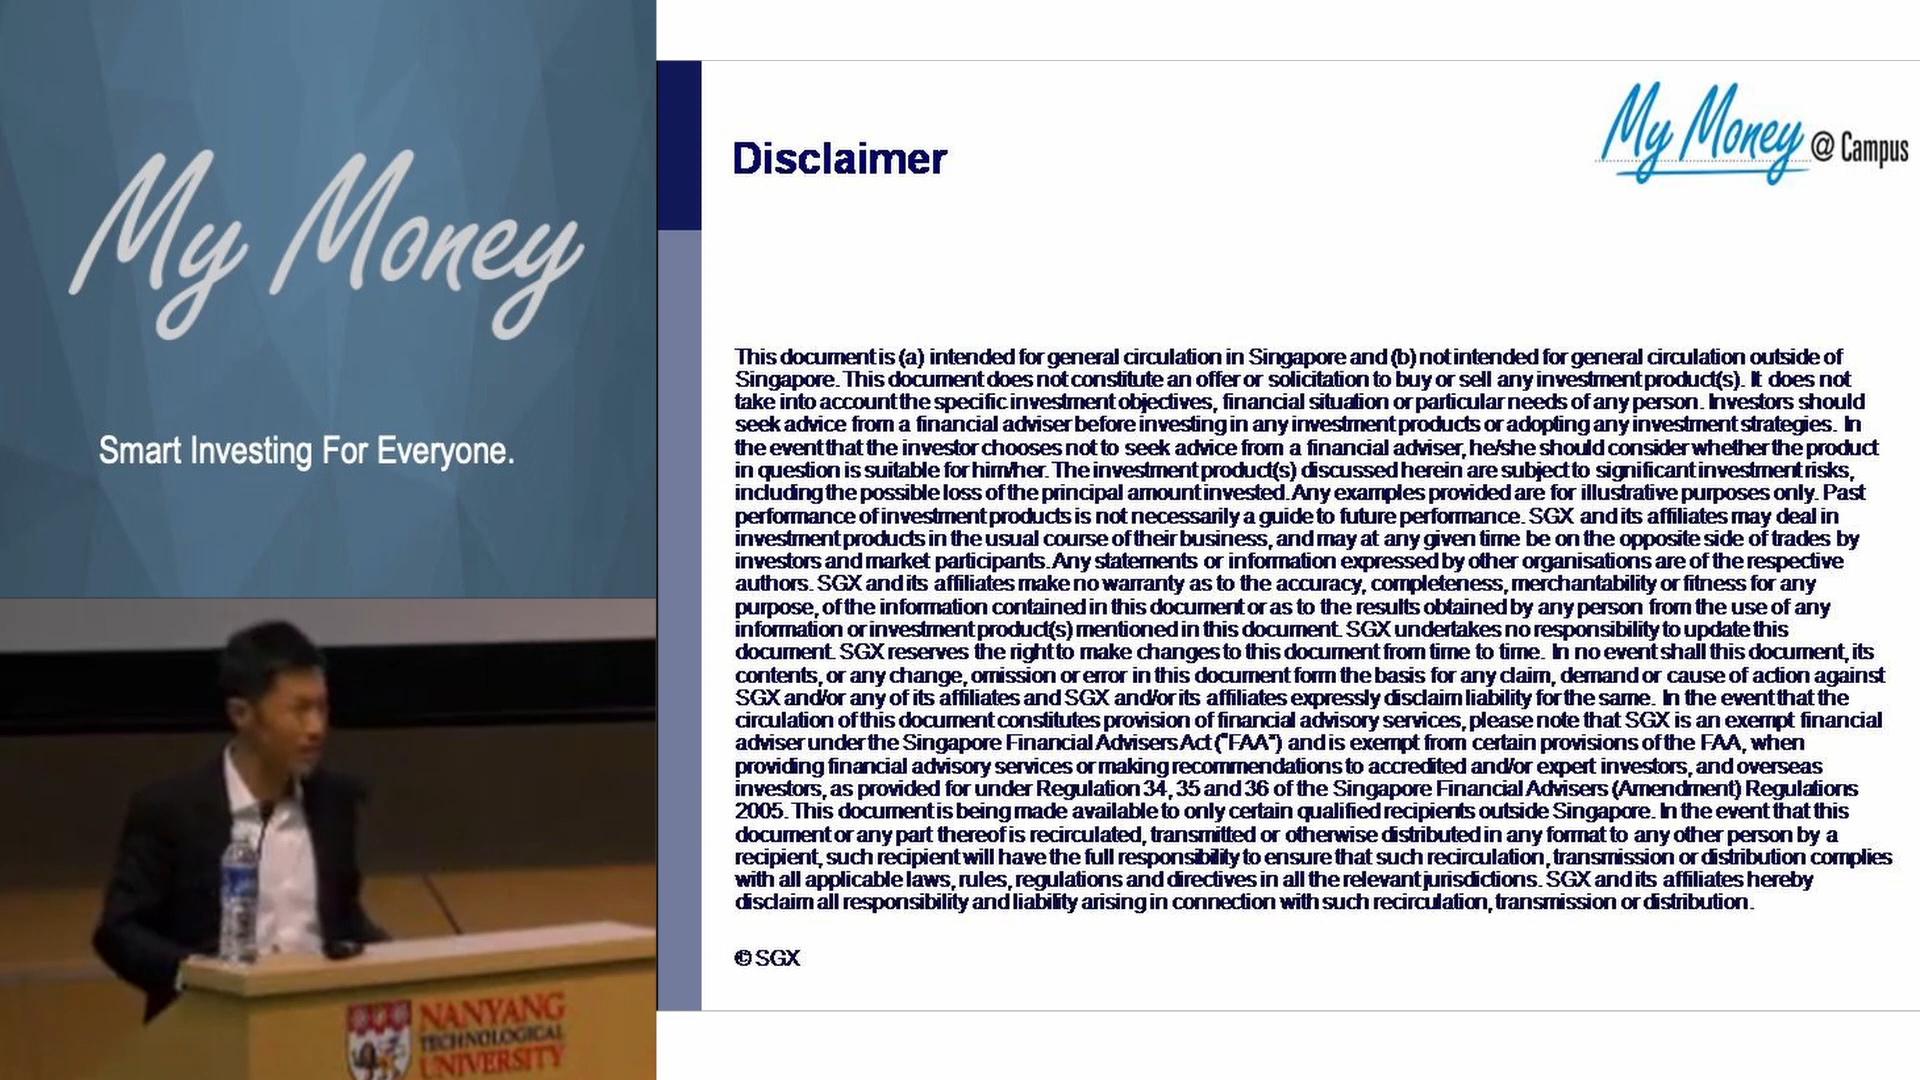 My Money
Smart Investing For Everyone.
NANYANG
TECHNOLOGICAL
UNIVERSITY
My Money @ Campus
Disclaimer
This document is (a) intended for general circulation in Singapore and (b) not intended for general circulation outside of
Singapore. This document does not constitute an offer or solicitation to buy or sell any investment product(s). It does not
take into account the specific investment objectives, financial situation or particular needs of any person. Investors should
seek advice from a financial adviser before investing in any investment products or adopting any investment strategies. In
the event that the investor chooses not to seek advice from a financial adviser, he/she should consider whether the product
in question is suitable for him/her. The investment product(s) discussed herein are subject to significant investment risks,
including the possible loss of the principal amount invested. Any examples provided are for illustrative purposes only. Past
performance of investment products is not necessarily a guide to future performance. SGX and its affiliates may deal in
investment products in the usual course of their business, and may at any given time be on the opposite side of trades by
investors and market participants. Any statements or information expressed by other organisations are of the respective
authors. SGX and its affiliates make no warranty as to the accuracy, completeness, merchantability or fitness for any
purpose, of the information contained in this document or as to the results obtained by any person from the use of any
information or investment product(s) mentioned in this document. SGX undertakes no responsibility to update this
document. SGX reserves the right to make changes to this document from time to time. In no event shall this document, its
contents, or any change, omission or error in this document form the basis for any claim, demand or cause of action against
SGX and/or any of its affiliates and SGX and/or its affiliates expressly disclaim liability for the same. In the event that the
circulation of this document constitutes provision of financial advisory services, please note that SGX is an exempt financial
adviser under the Singapore Financial Advisers Act ("FAA") and is exempt from certain provisions of the FAA, when
providing financial advisory services or making recommendations to accredited and/or expert investors, and overseas
investors, as provided for under Regulation 34, 35 and 36 of the Singapore Financial Advisers (Amendment) Regulations
2005. This document is being made available to only certain qualified recipients outside Singapore. In the event that this
document or any part thereof is recirculated, transmitted or otherwise distributed in any format to any other person by a
recipient, such recipient will have the full responsibility to ensure that such recirculation, transmission or distribution complies
with all applicable laws, rules, regulations and directives in all the relevant jurisdictions. SGX and its affiliates hereby
disclaim all responsibility and liability arising in connection with such recirculation, transmission or distribution.
© SGX